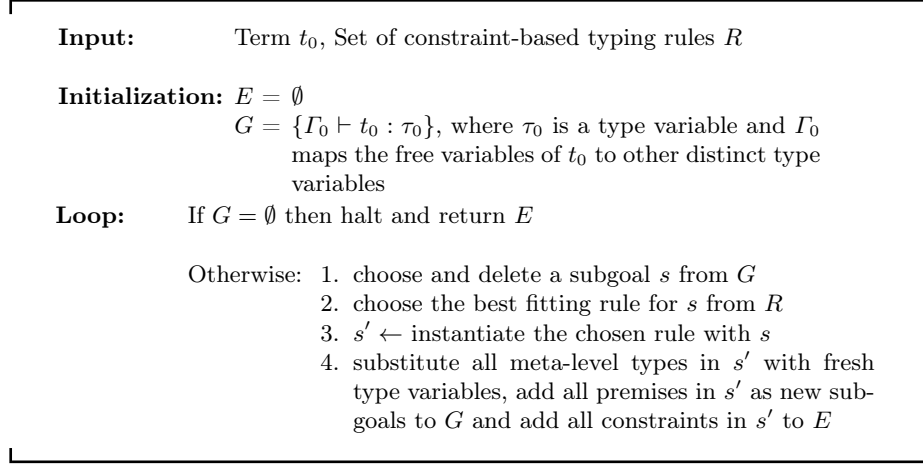 Input: Term t₀, Set of constraint-based typing rules R
Initialization: E = ∅
G = {Γ₀ ⊢ t₀ : τ₀}, where τ₀ is a type variable and Γ₀
maps the free variables of t₀ to other distinct type
variables
Loop: If G = ∅ then halt and return E
Otherwise: 1. choose and delete a subgoal s from G
2. choose the best fitting rule for s from R
3. s′ ← instantiate the chosen rule with s
4. substitute all meta-level types in s′ with fresh
type variables, add all premises in s′ as new sub-
goals to G and add all constraints in s′ to E